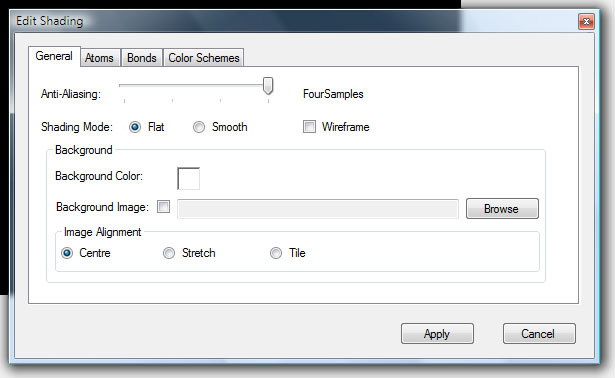 Edit Shading
General Atoms Bonds Color Schemes
Anti-Aliasing: FourSamples
Shading Mode: Flat Smooth Wireframe
Background
Background Color:
Background Image: Browse
Image Alignment
Centre Stretch Tile
Apply Cancel